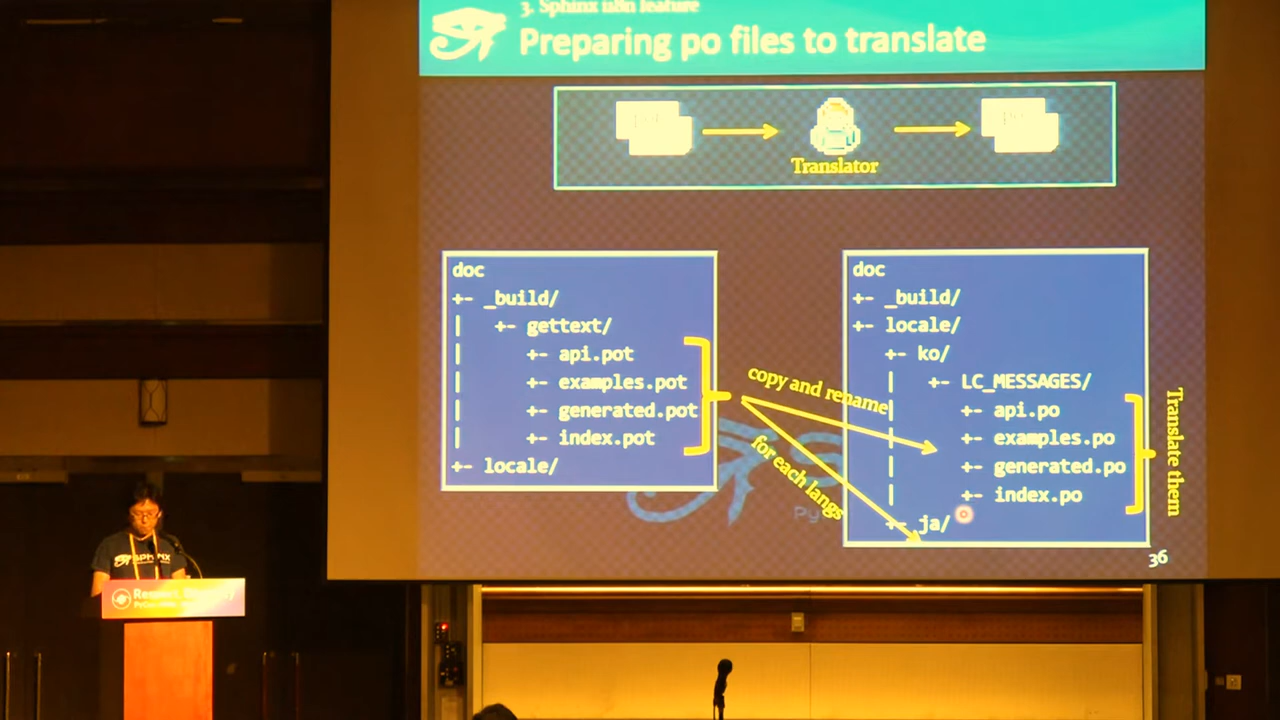 3. Sphinx i18n feature
Preparing po files to translate
Translator
doc
+- _build/
| +- gettext/
| +- api.pot
| +- examples.pot
| +- generated.pot
| +- index.pot
+- locale/
copy and rename
for each langs
doc
+- _build/
+- locale/
+- ko/
| +- LC_MESSAGES/
| +- api.po
| +- examples.po
| +- generated.po
| +- index.po
+- ja/
Translate them
36
SPHINX